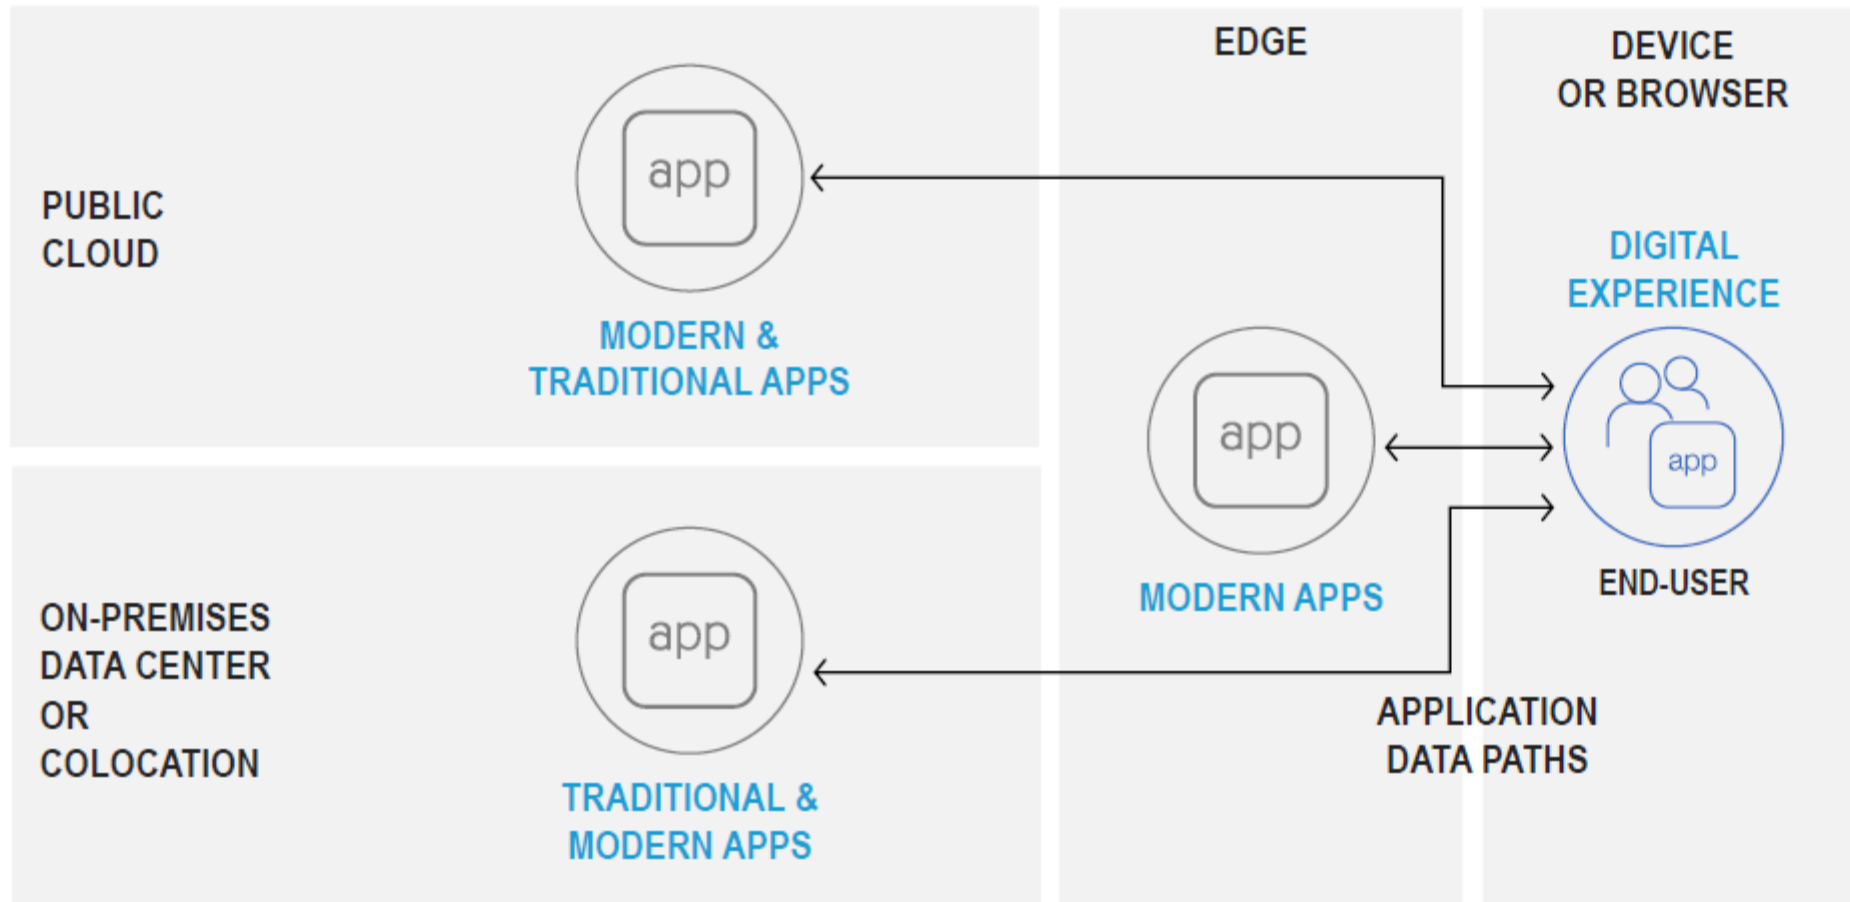 PUBLIC
CLOUD
app
MODERN &
TRADITIONAL APPS
ON-PREMISES
DATA CENTER
OR
COLOCATION
app
TRADITIONAL &
MODERN APPS
EDGE
app
MODERN APPS
DEVICE
OR BROWSER
DIGITAL
EXPERIENCE
app
END-USER
APPLICATION
DATA PATHS